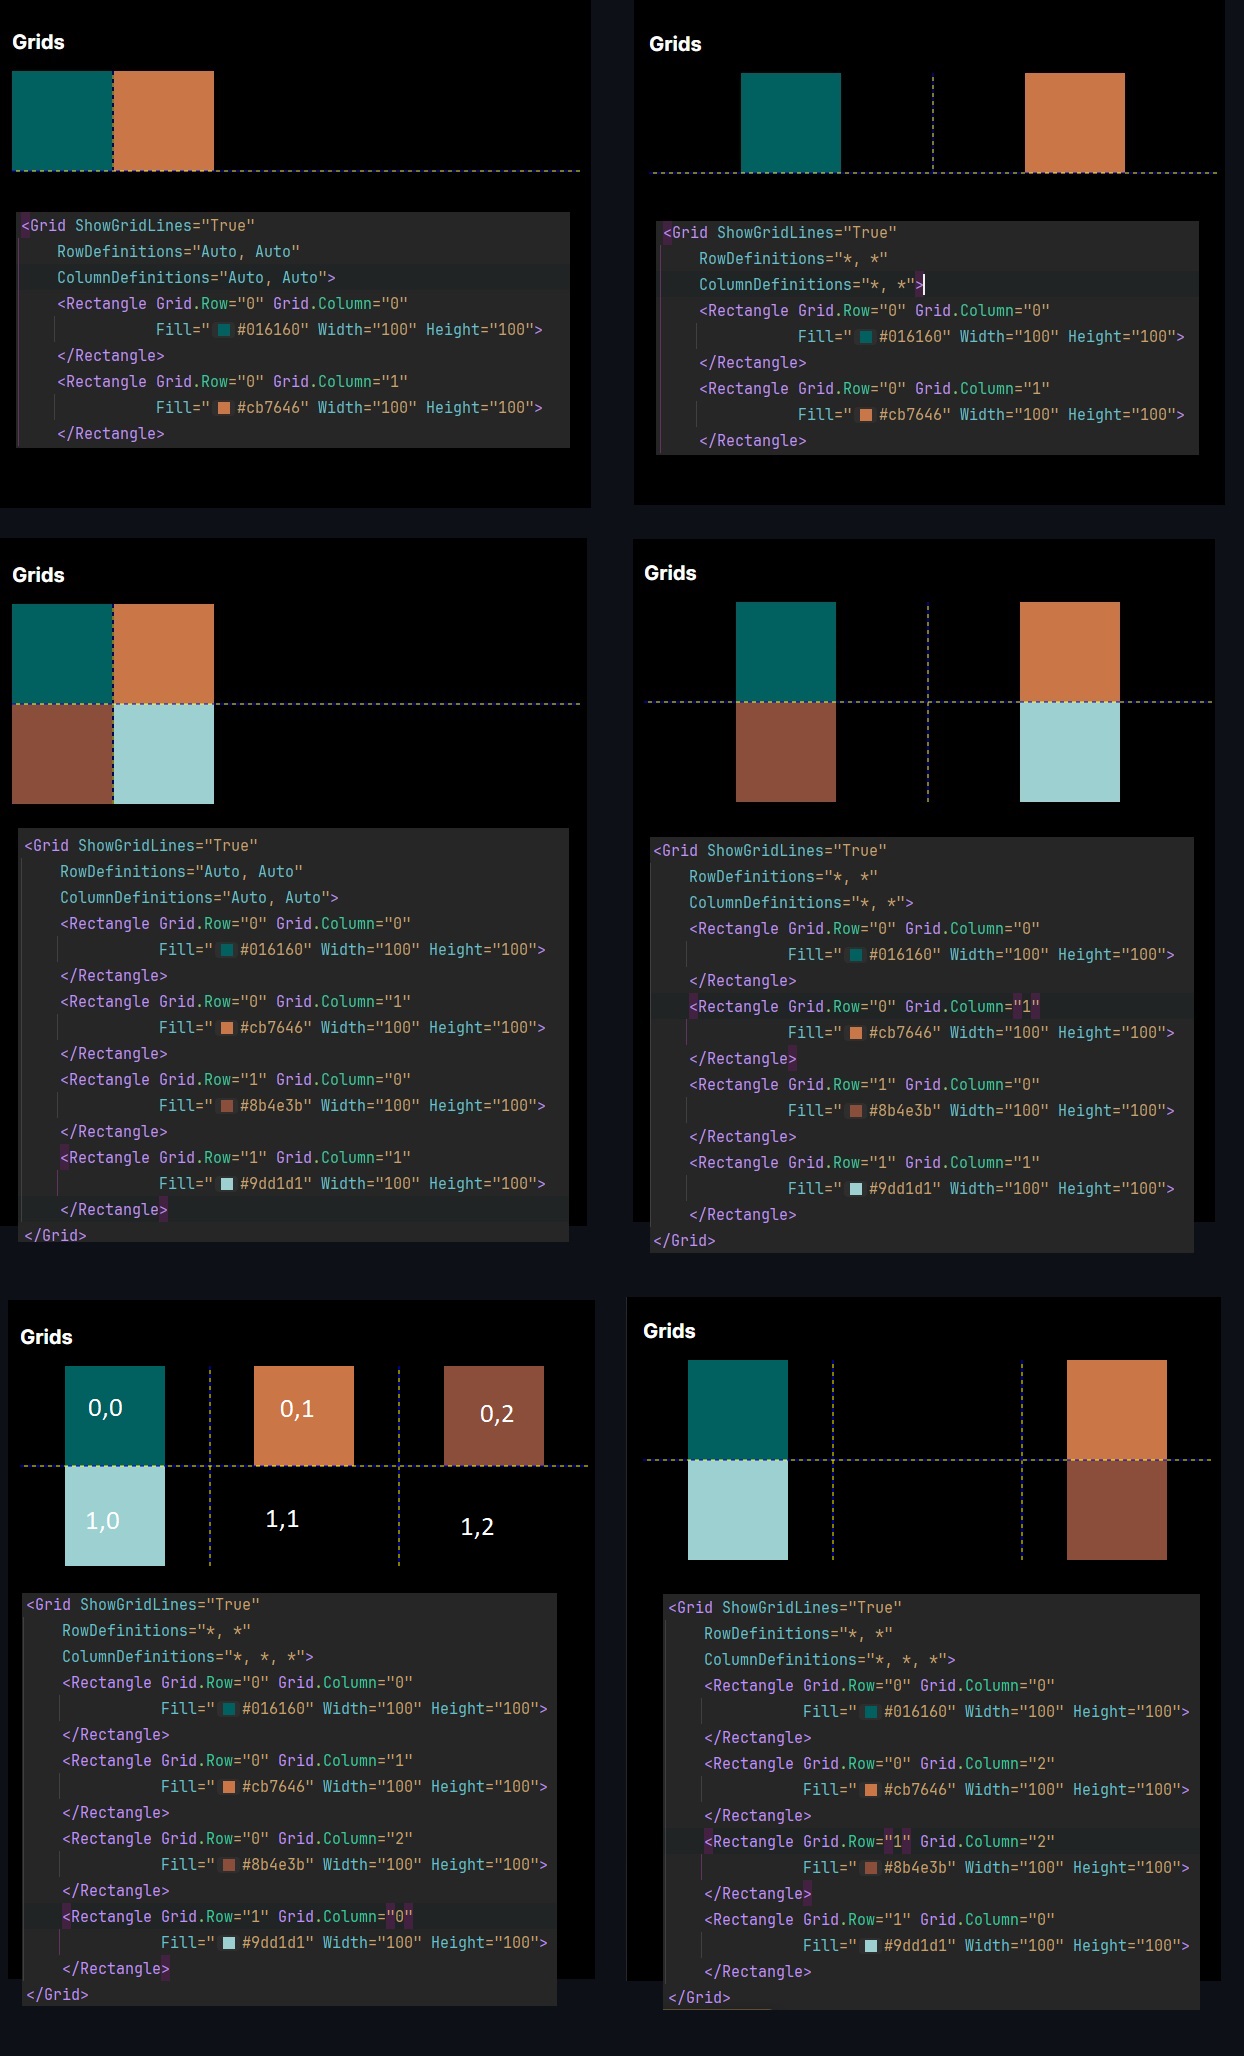 Grids
<Grid ShowGridLines="True"
RowDefinitions="Auto, Auto"
ColumnDefinitions="Auto, Auto">
<Rectangle Grid.Row="0" Grid.Column="0"
Fill="#016160" Width="100" Height="100">
</Rectangle>
<Rectangle Grid.Row="0" Grid.Column="1"
Fill="#cb7646" Width="100" Height="100">
</Rectangle>
Grids
<Grid ShowGridLines="True"
RowDefinitions="*, *"
ColumnDefinitions="*, *">
<Rectangle Grid.Row="0" Grid.Column="0"
Fill="#016160" Width="100" Height="100">
</Rectangle>
<Rectangle Grid.Row="0" Grid.Column="1"
Fill="#cb7646" Width="100" Height="100">
</Rectangle>
Grids
<Grid ShowGridLines="True"
RowDefinitions="Auto, Auto"
ColumnDefinitions="Auto, Auto">
<Rectangle Grid.Row="0" Grid.Column="0"
Fill="#016160" Width="100" Height="100">
</Rectangle>
<Rectangle Grid.Row="0" Grid.Column="1"
Fill="#cb7646" Width="100" Height="100">
</Rectangle>
<Rectangle Grid.Row="1" Grid.Column="0"
Fill="#8b4e3b" Width="100" Height="100">
</Rectangle>
<Rectangle Grid.Row="1" Grid.Column="1"
Fill="#9dd1d1" Width="100" Height="100">
</Rectangle>
</Grid>
Grids
<Grid ShowGridLines="True"
RowDefinitions="*, *"
ColumnDefinitions="*, *">
<Rectangle Grid.Row="0" Grid.Column="0"
Fill="#016160" Width="100" Height="100">
</Rectangle>
<Rectangle Grid.Row="0" Grid.Column="1"
Fill="#cb7646" Width="100" Height="100">
</Rectangle>
<Rectangle Grid.Row="1" Grid.Column="0"
Fill="#8b4e3b" Width="100" Height="100">
</Rectangle>
<Rectangle Grid.Row="1" Grid.Column="1"
Fill="#9dd1d1" Width="100" Height="100">
</Rectangle>
</Grid>
Grids
0,0
0,1
0,2
1,0
1,1
1,2
<Grid ShowGridLines="True"
RowDefinitions="*, *"
ColumnDefinitions="*, *, *">
<Rectangle Grid.Row="0" Grid.Column="0"
Fill="#016160" Width="100" Height="100">
</Rectangle>
<Rectangle Grid.Row="0" Grid.Column="1"
Fill="#cb7646" Width="100" Height="100">
</Rectangle>
<Rectangle Grid.Row="0" Grid.Column="2"
Fill="#8b4e3b" Width="100" Height="100">
</Rectangle>
<Rectangle Grid.Row="1" Grid.Column="0"
Fill="#9dd1d1" Width="100" Height="100">
</Rectangle>
</Grid>
Grids
<Grid ShowGridLines="True"
RowDefinitions="*, *"
ColumnDefinitions="*, *, *">
<Rectangle Grid.Row="0" Grid.Column="0"
Fill="#016160" Width="100" Height="100">
</Rectangle>
<Rectangle Grid.Row="0" Grid.Column="2"
Fill="#cb7646" Width="100" Height="100">
</Rectangle>
<Rectangle Grid.Row="1" Grid.Column="2"
Fill="#8b4e3b" Width="100" Height="100">
</Rectangle>
<Rectangle Grid.Row="1" Grid.Column="0"
Fill="#9dd1d1" Width="100" Height="100">
</Rectangle>
</Grid>